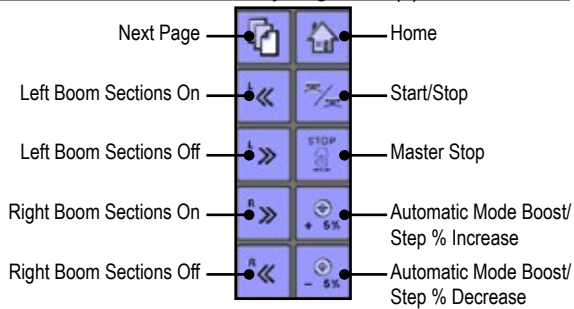 Next Page
Home
L
Left Boom Sections On
Start/Stop
L
STOP
Left Boom Sections Off
Master Stop
R
Right Boom Sections On
+ 5%
Automatic Mode Boost/
Step % Increase
R
Right Boom Sections Off
- 5%
Automatic Mode Boost/
Step % Decrease